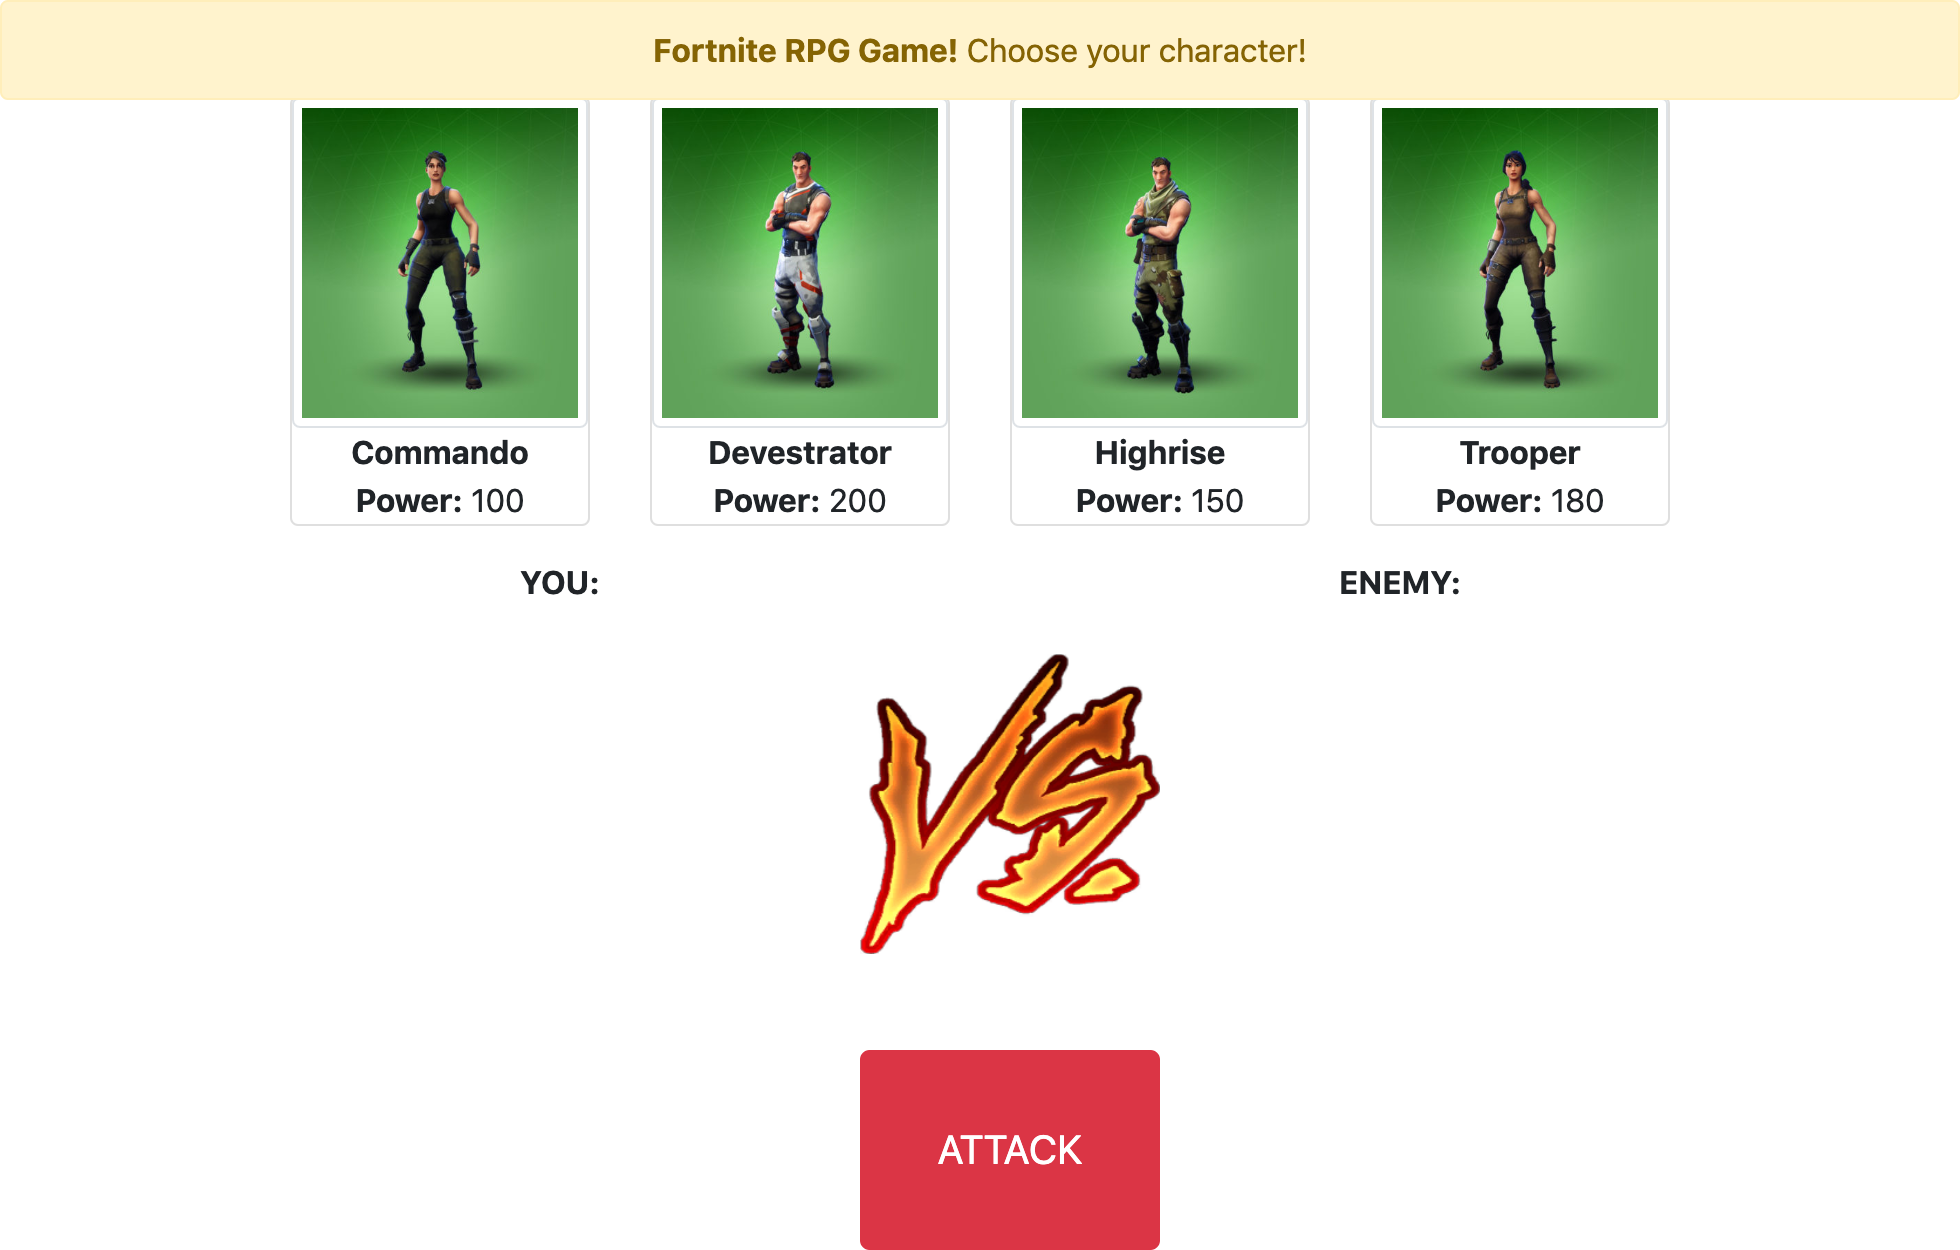 Fortnite RPG Game! Choose your character!
Commando
Power: 100
Devestrator
Power: 200
Highrise
Power: 150
Trooper
Power: 180
YOU:
ENEMY:
VS.
ATTACK